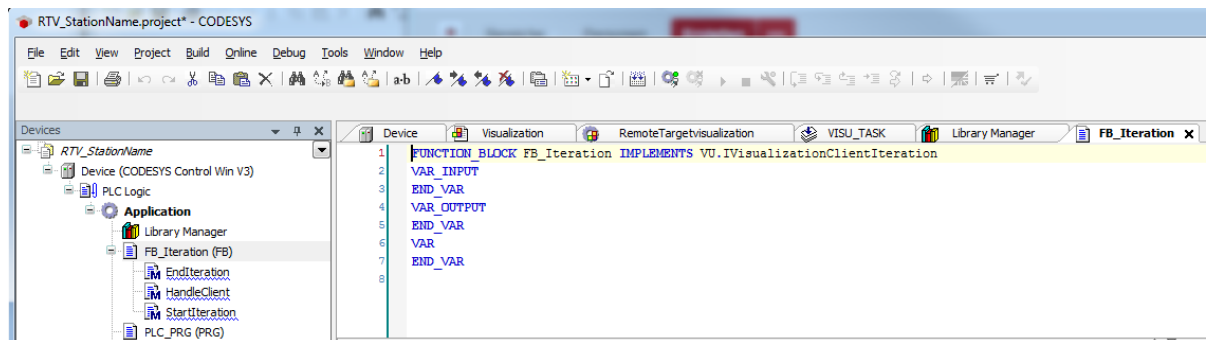 RTV_StationName.project* - CODESYS
File Edit View Project Build Online Debug Tools Window Help
Devices
RTV_StationName
Device (CODESYS Control Win V3)
PLC Logic
Application
Library Manager
FB_Iteration (FB)
EndIteration
HandleClient
StartIteration
PLC_PRG (PRG)
Device Visualization RemoteTargetvisualization VISU_TASK Library Manager FB_Iteration X
1 FUNCTION_BLOCK FB_Iteration IMPLEMENTS VU.IVisualizationClientIteration
2 VAR_INPUT
3 END_VAR
4 VAR_OUTPUT
5 END_VAR
6 VAR
7 END_VAR
8